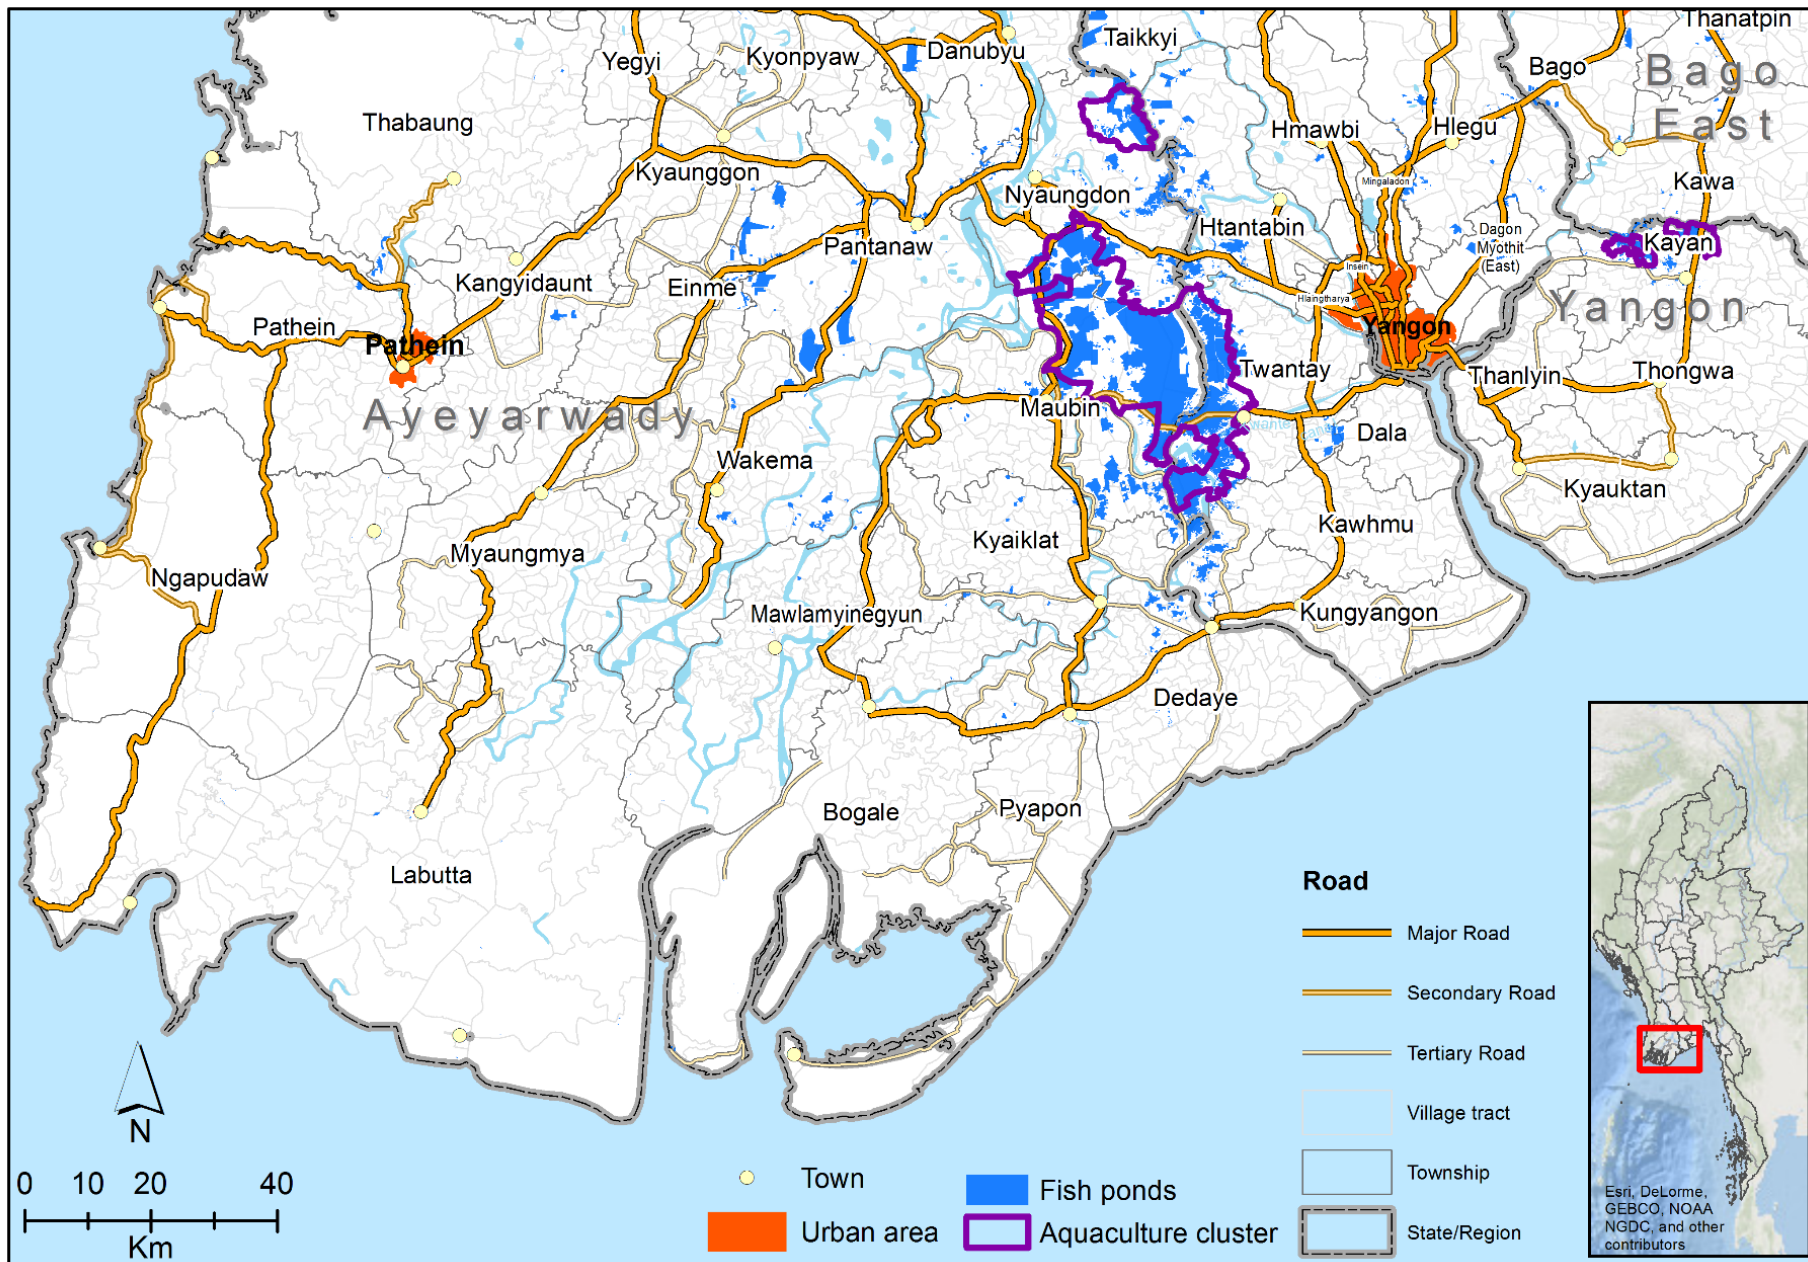 Thanatpin
Taikkyi
Danubyu
Kyonpyaw
Yegyi
Bago
Bago
East
Thabaung
Hmawbi
Hlegu
Kyaunggon
Nyaungdon
Mingaladon
Kawa
Pantanaw
Htantabin
Dagon
Myothit
(East)
Kayan
Kangyidaunt
Einme
Insein
Hlaingtharya
Yangon
Pathein
Pathein
Yangon
Ayeyarwady
Twantay
Thanlyin
Thongwa
Maubin
Dala
Wakema
Kyauktan
Kawhmu
Kyaiklat
Myaungmya
Ngapudaw
Mawlamyinegyun
Kungyangon
Dedaye
Bogale
Pyapon
Labutta
Road
Major Road
Secondary Road
Tertiary Road
Village tract
Township
State/Region
Town
Urban area
Fish ponds
Aquaculture cluster
N
0 10 20 40
Km
Esri, DeLorme,
GEBCO, NOAA
NGDC, and other
contributors